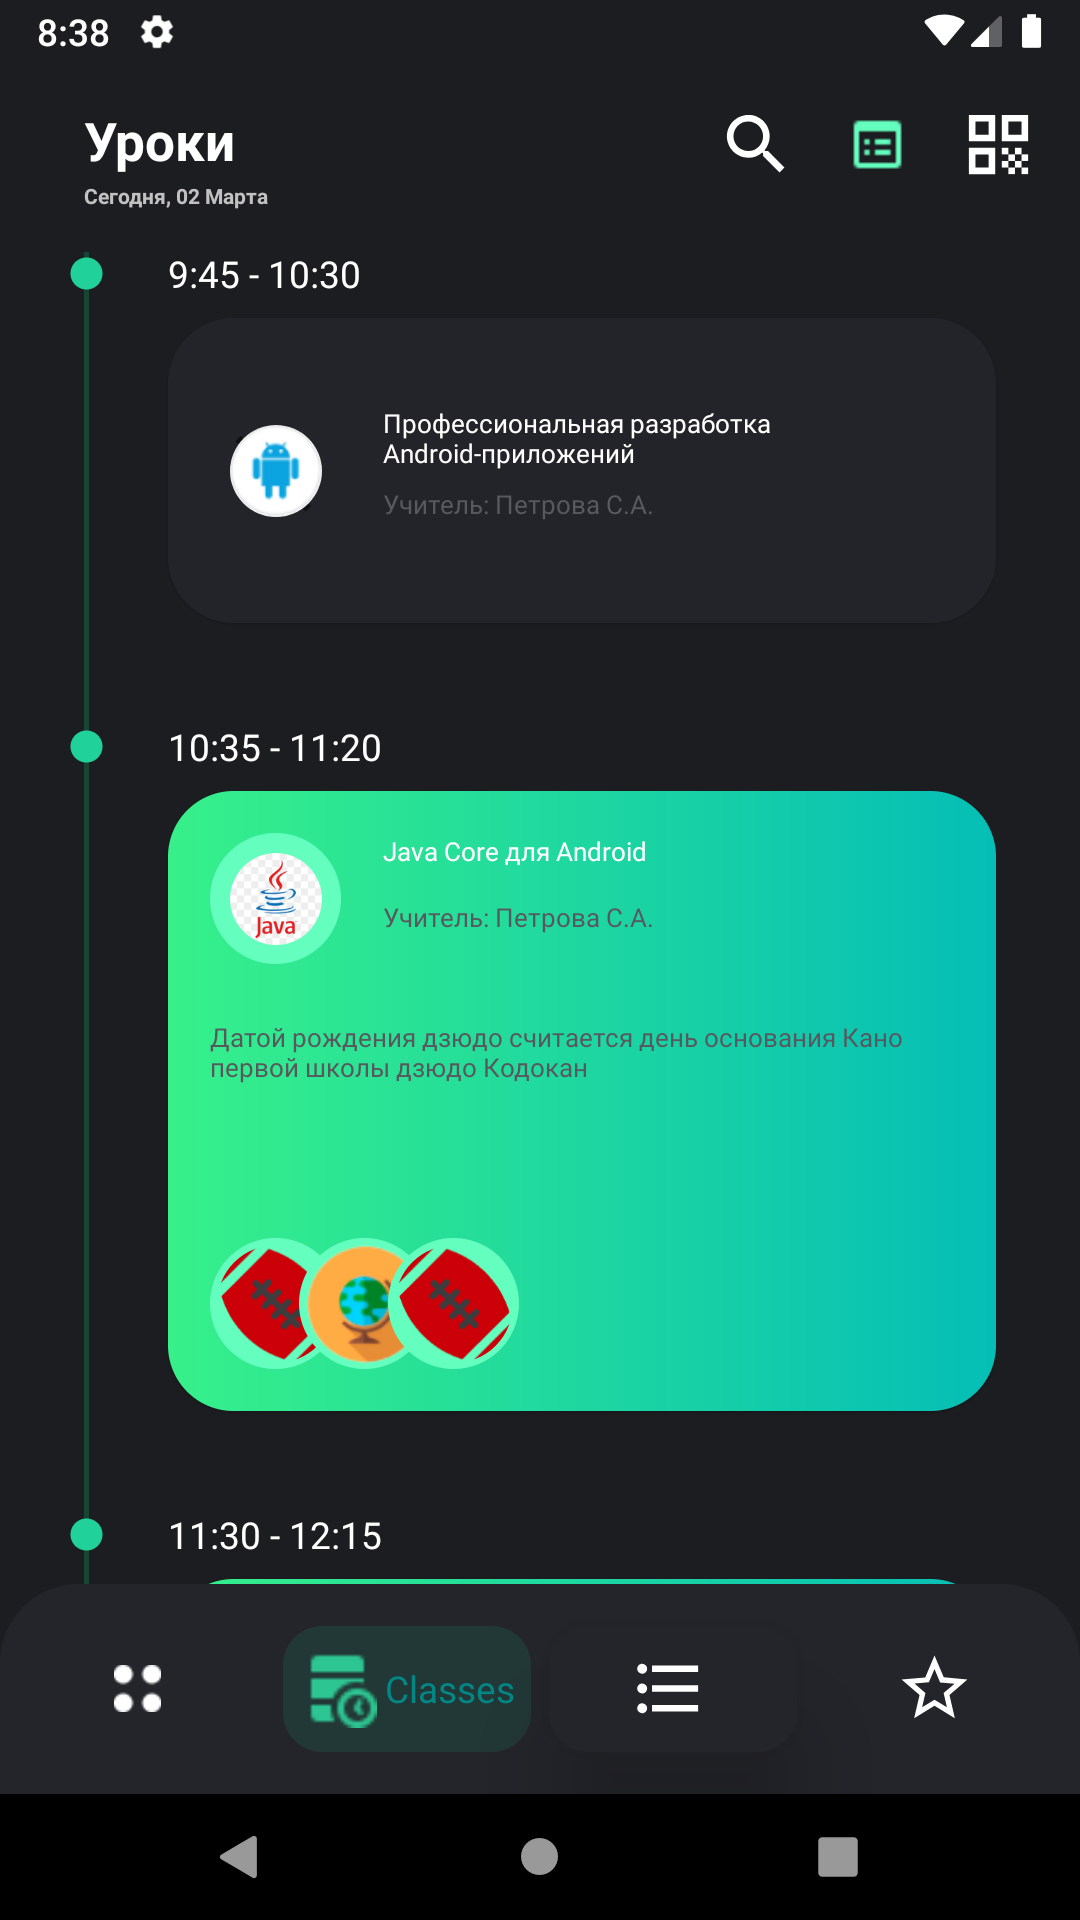 8:38
Уроки
Сегодня, 02 Марта
9:45 - 10:30
Профессиональная разработка
Android-приложений
Учитель: Петрова С.А.
10:35 - 11:20
Java Core для Android
Java
Учитель: Петрова С.А.
Датой рождения дзюдо считается день основания Кано
первой школы дзюдо Кодокан
11:30 - 12:15
Classes